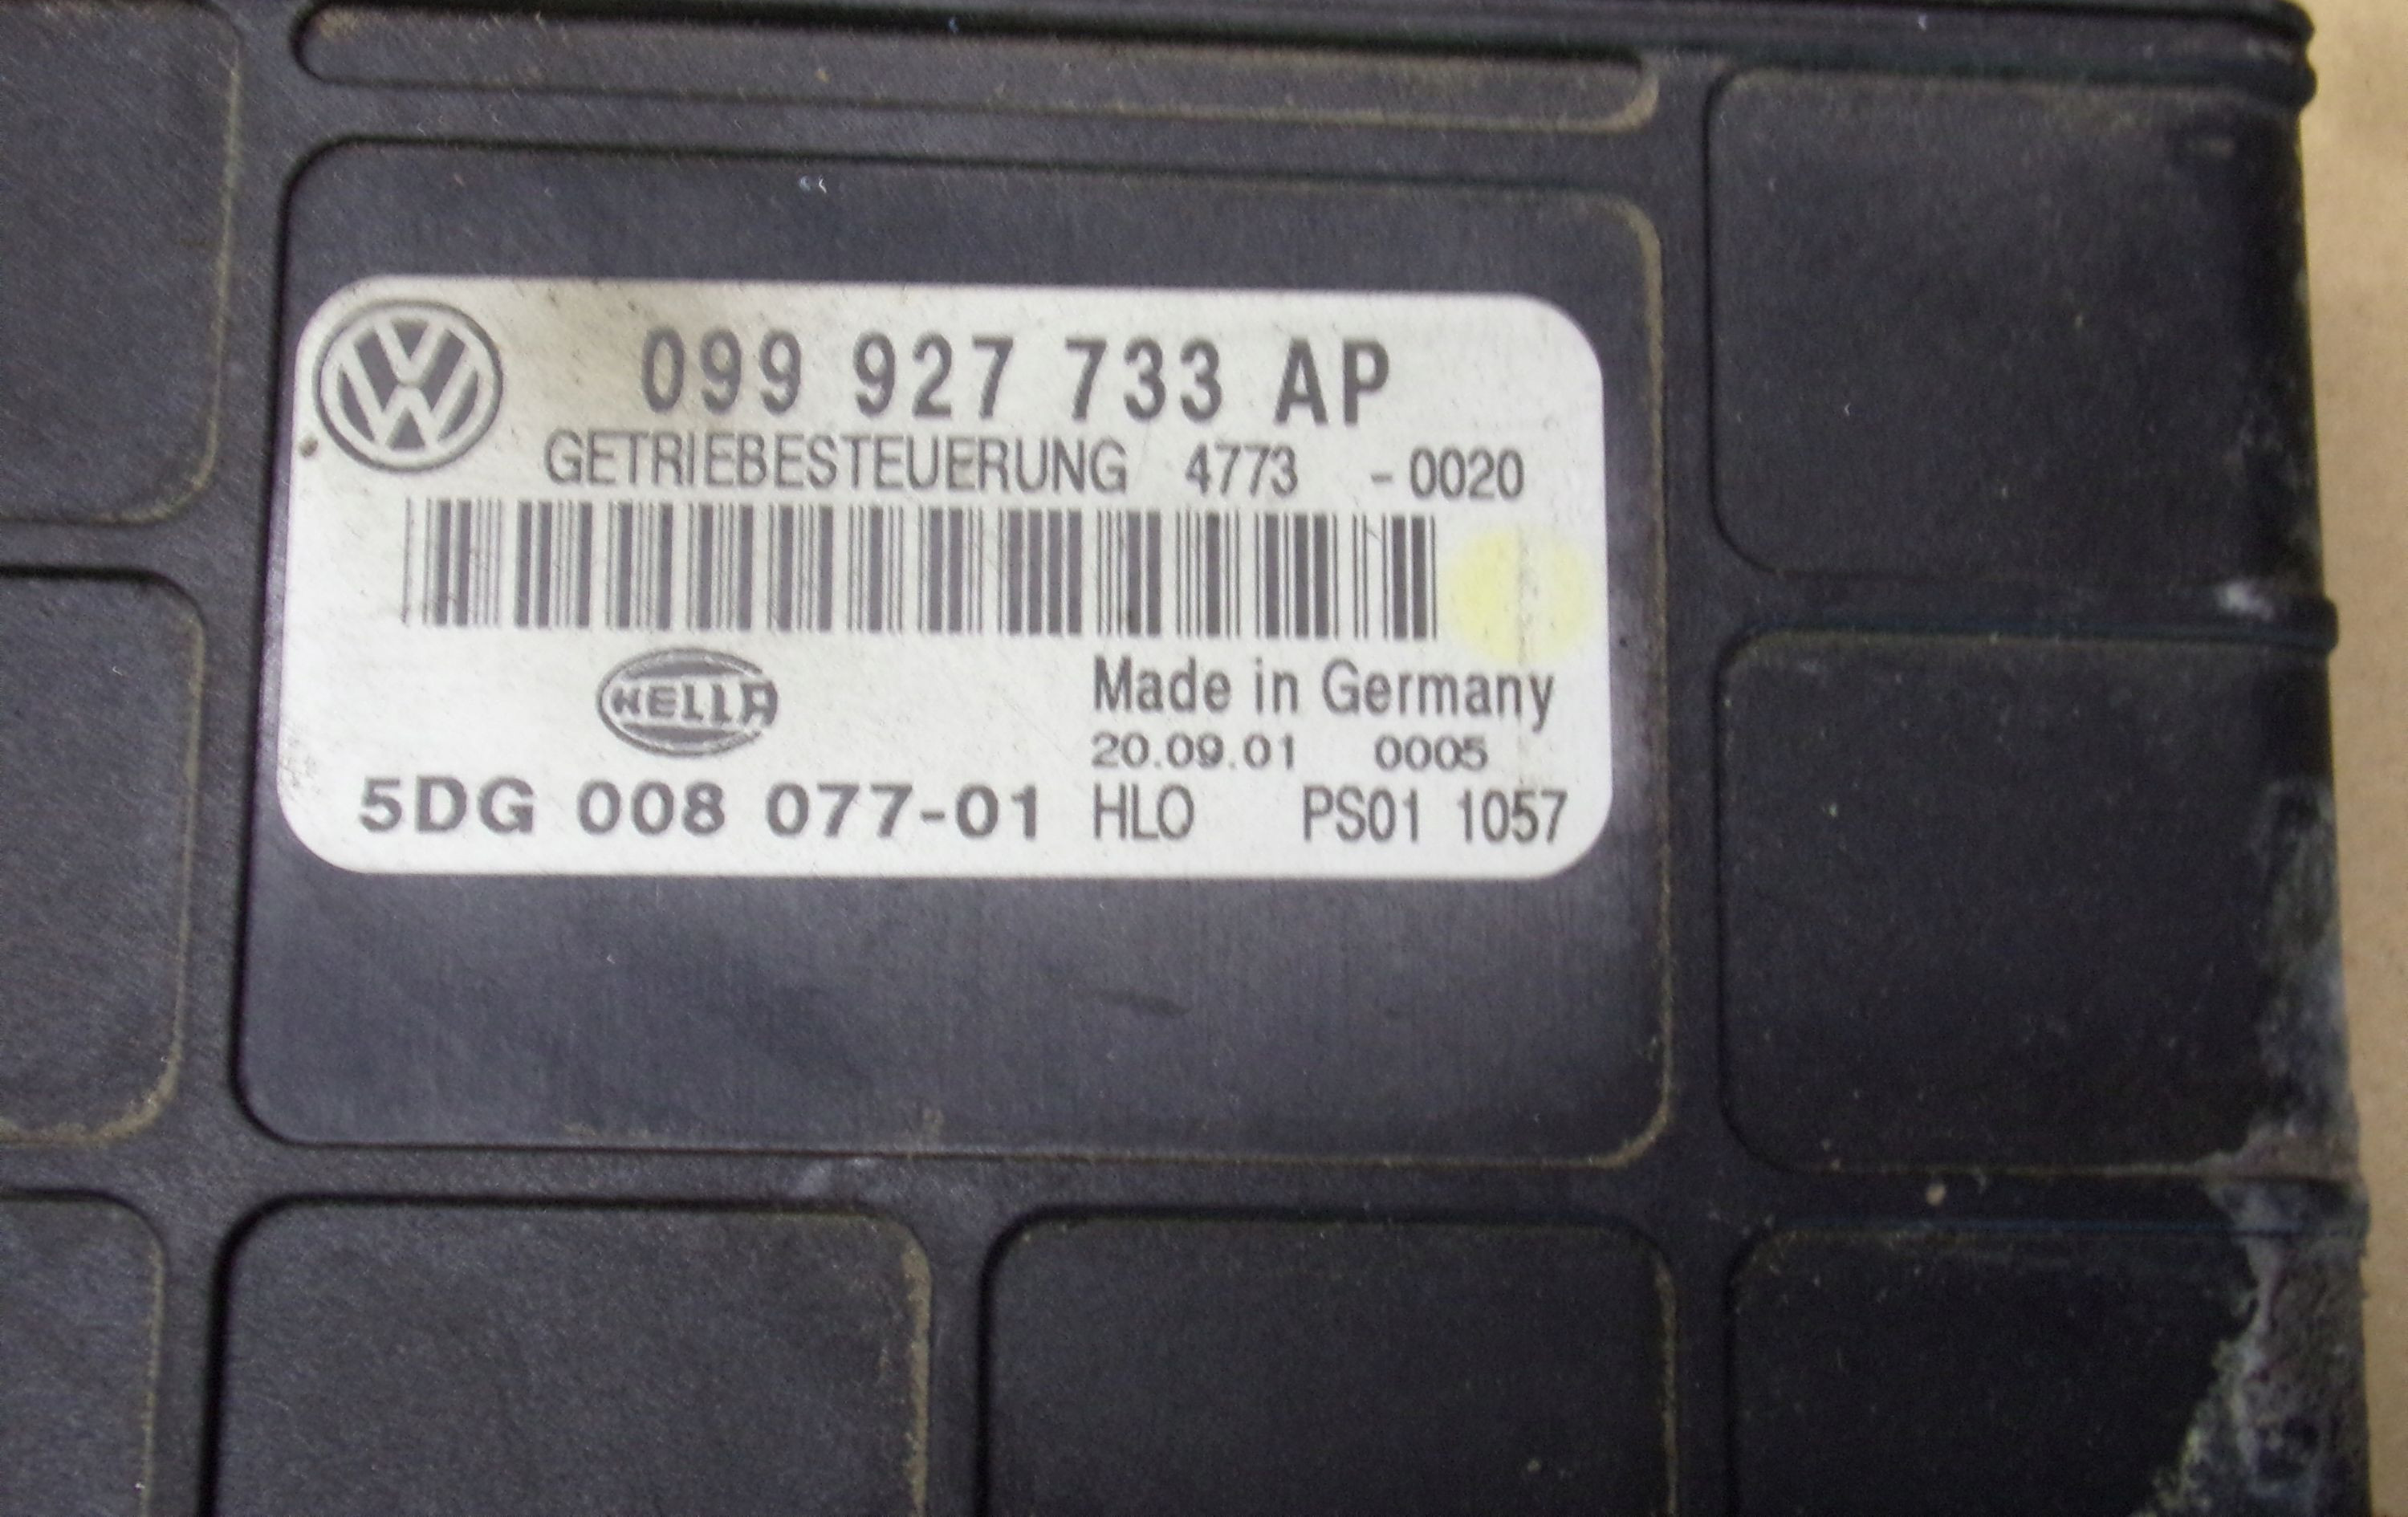 099 927 733 AP
GETRIEBESTEUERUNG 4773 -0020
HELLA
Made in Germany
20.09.01 0005
5DG 008 077-01 HLO PS01 1057